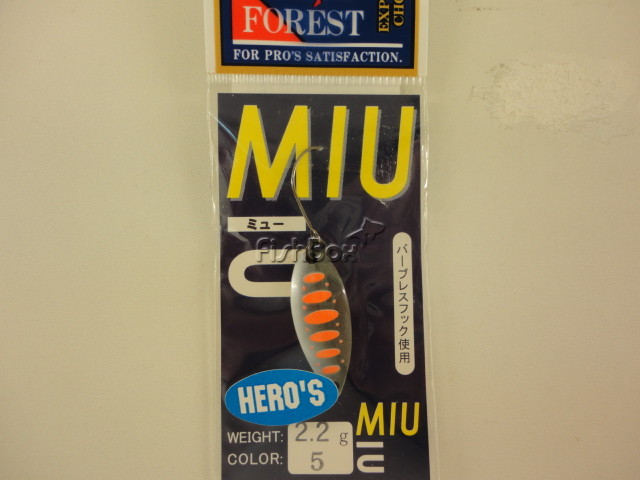 FOREST
FOR PRO'S SATISFACTION.
EXP
MIU
ミュー
FishBox
バーブレスフック使用
HERO'S
WEIGHT: 2.2 g
COLOR: 5
MIU